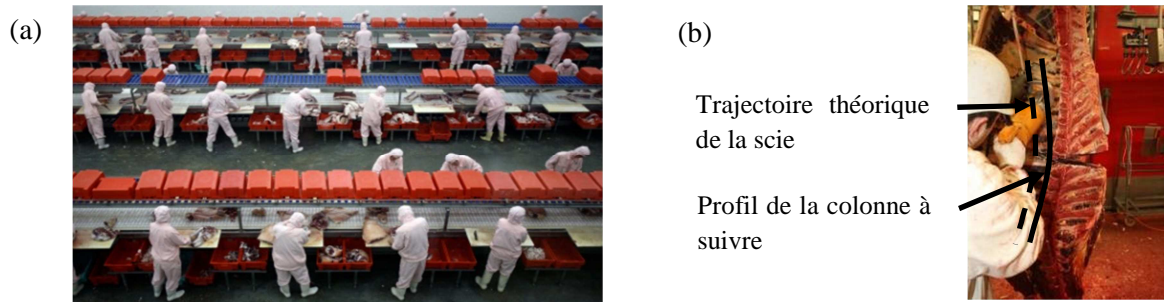 (a)
(b)
Trajectoire théorique
de la scie
Profil de la colonne à
suivre